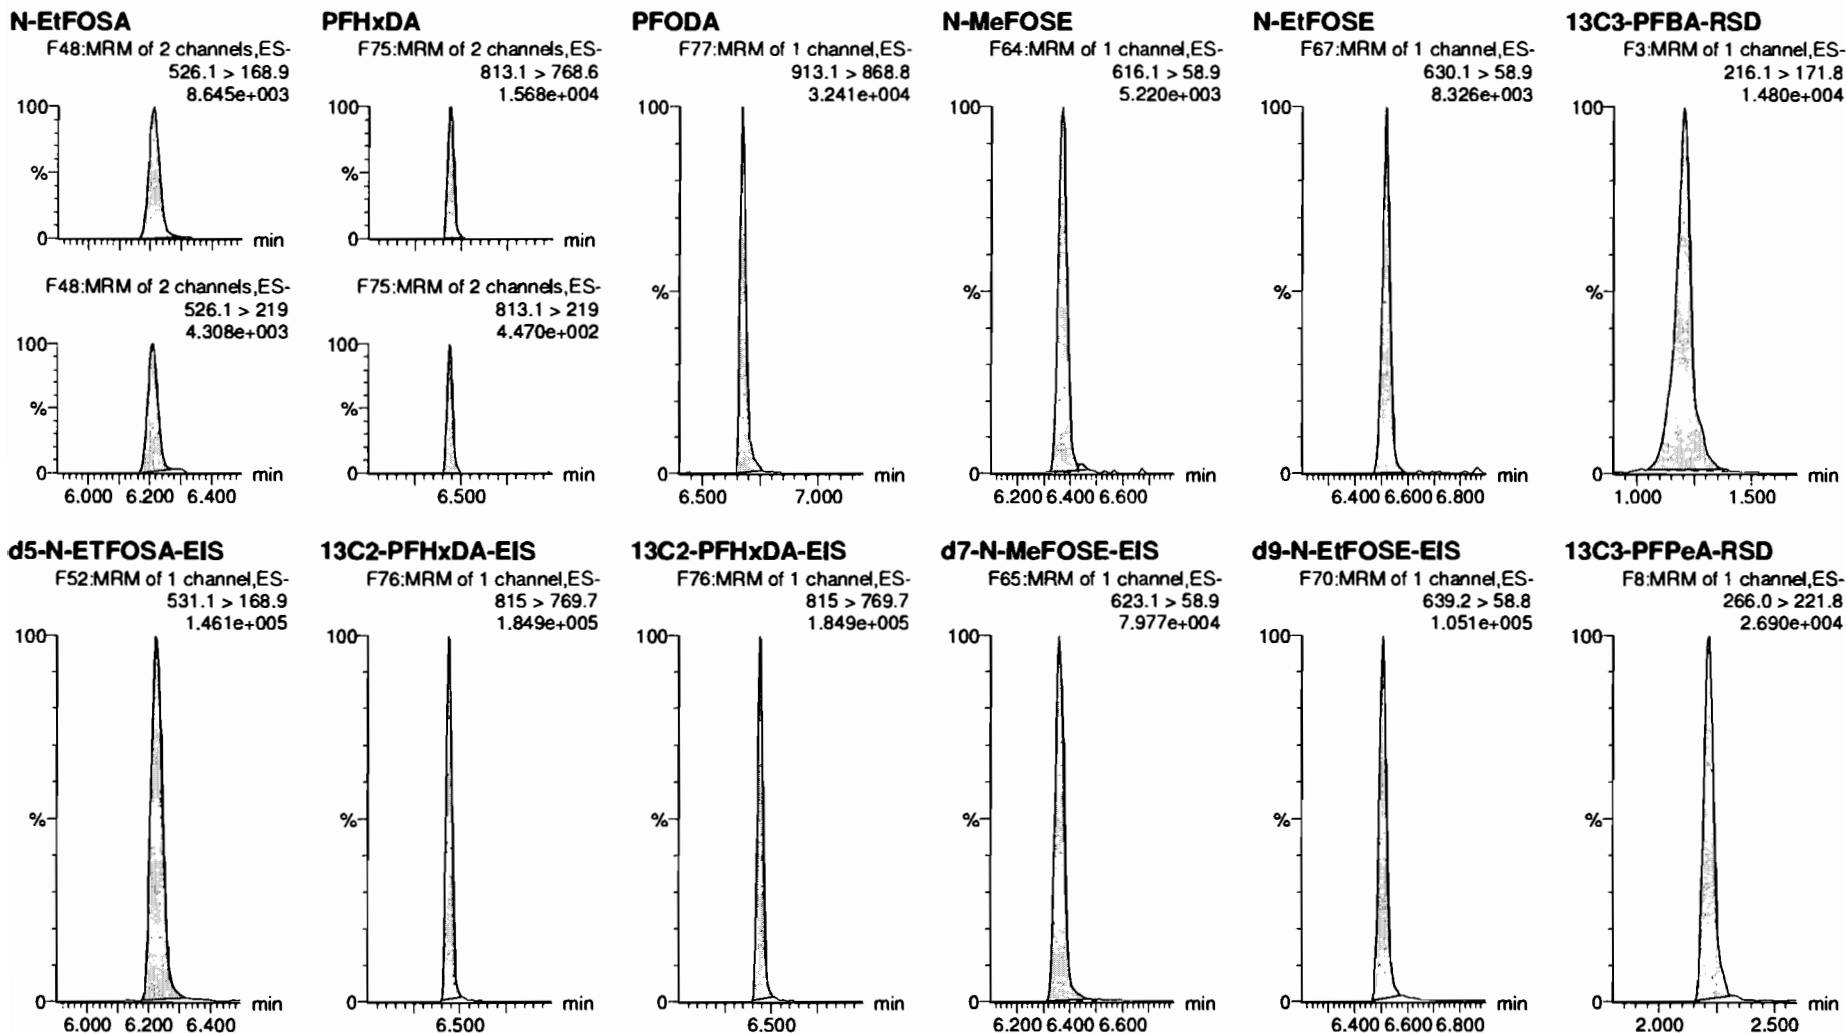 N-EtFOSA
F48:MRM of 2 channels,ES-
526.1 > 168.9
8.645e+003
100
%
0
min
F48:MRM of 2 channels,ES-
526.1 > 219
4.308e+003
100
%
0
min
6.000 6.200 6.400
PFHxDA
F75:MRM of 2 channels,ES-
813.1 > 768.6
1.568e+004
100
%
0
min
F75:MRM of 2 channels,ES-
813.1 > 219
4.470e+002
100
%
0
min
6.500
PFODA
F77:MRM of 1 channel,ES-
913.1 > 868.8
3.241e+004
100
%
0
min
6.500 7.000
N-MeFOSE
F64:MRM of 1 channel,ES-
616.1 > 58.9
5.220e+003
100
%
0
min
6.200 6.400 6.600
N-EtFOSE
F67:MRM of 1 channel,ES-
630.1 > 58.9
8.326e+003
100
%
0
min
6.400 6.600 6.800
13C3-PFBA-RSD
F3:MRM of 1 channel,ES-
216.1 > 171.8
1.480e+004
100
%
0
min
1.000 1.500
d5-N-ETFOSA-EIS
F52:MRM of 1 channel,ES-
531.1 > 168.9
1.461e+005
100
%
0
min
6.000 6.200 6.400
13C2-PFHxDA-EIS
F76:MRM of 1 channel,ES-
815 > 769.7
1.849e+005
100
%
0
min
6.500
13C2-PFHxDA-EIS
F76:MRM of 1 channel,ES-
815 > 769.7
1.849e+005
100
%
0
min
6.500
d7-N-MeFOSE-EIS
F65:MRM of 1 channel,ES-
623.1 > 58.9
7.977e+004
100
%
0
min
6.200 6.400 6.600
d9-N-EtFOSE-EIS
F70:MRM of 1 channel,ES-
639.2 > 58.8
1.051e+005
100
%
0
min
6.400 6.600 6.800
13C3-PFPeA-RSD
F8:MRM of 1 channel,ES-
266.0 > 221.8
2.690e+004
100
%
0
min
2.000 2.500